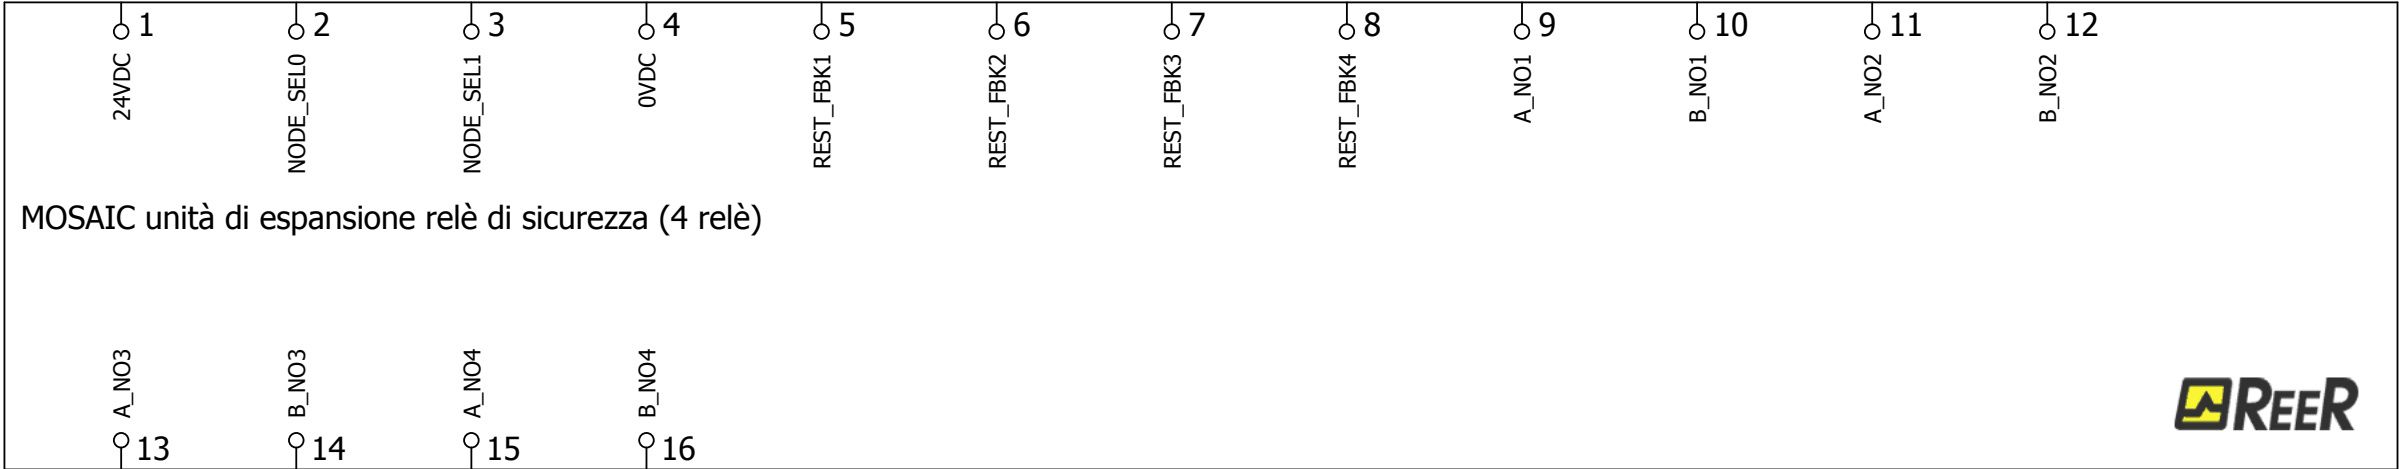 1 2 3 4 5 6 7 8 9 10 11 12
24VDC NODE_SEL0 NODE_SEL1 0VDC REST_FBK1 REST_FBK2 REST_FBK3 REST_FBK4 A_NO1 B_NO1 A_NO2 B_NO2
MOSAIC unità di espansione relè di sicurezza (4 relè)
A_NO3 B_NO3 A_NO4 B_NO4
REER
13 14 15 16